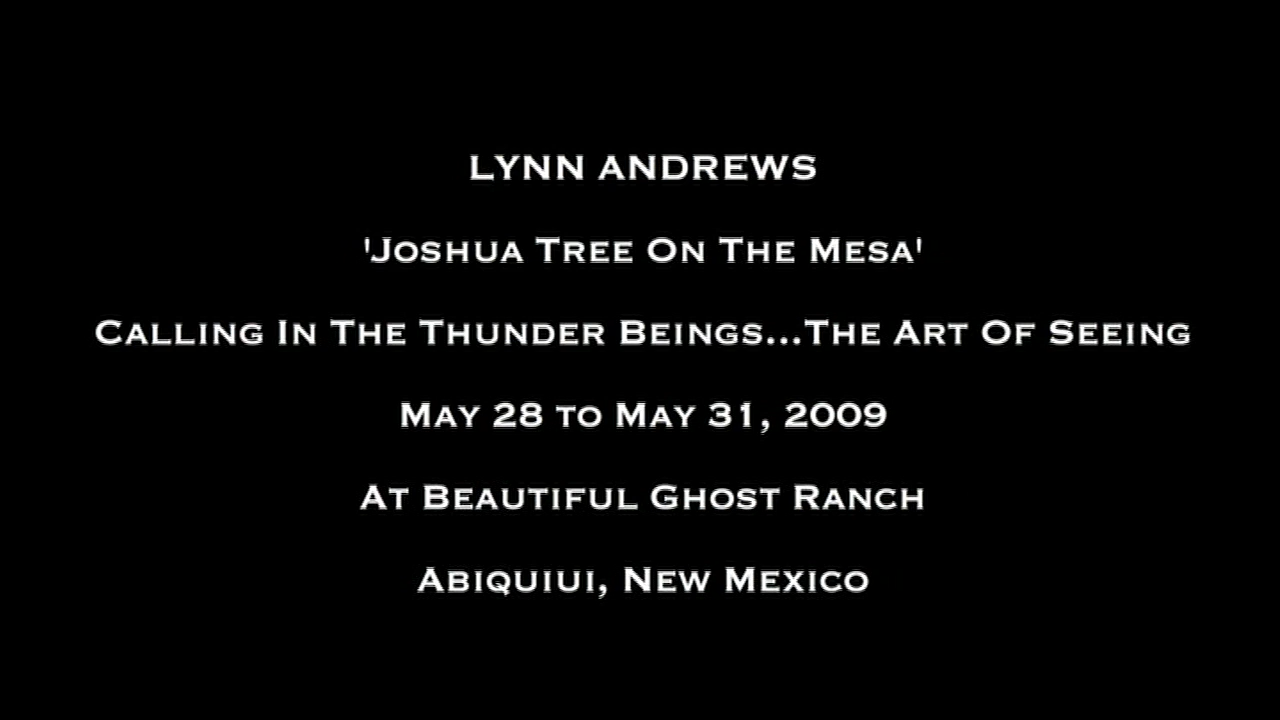 LYNN ANDREWS
'Joshua Tree On The Mesa'
Calling In The Thunder Beings...The Art Of Seeing
May 28 to May 31, 2009
At Beautiful Ghost Ranch
Abiquiui, New Mexico